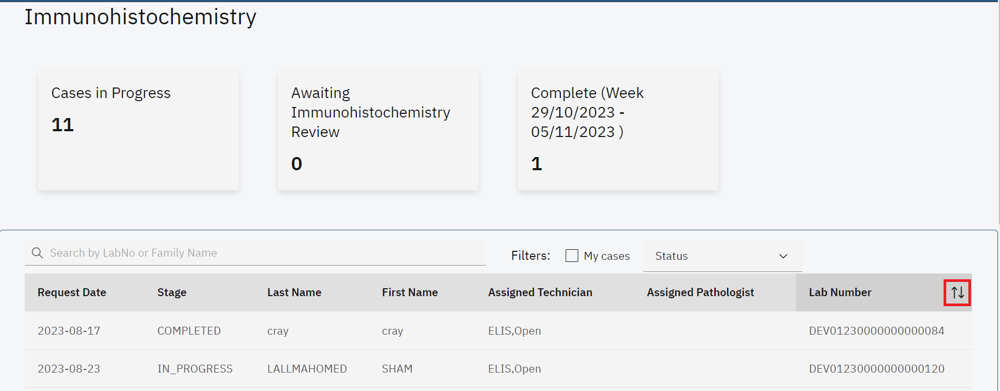 Immunohistochemistry
Cases in Progress
11
Awaiting
Immunohistochemistry
Review
0
Complete (Week
29/10/2023 -
05/11/2023 )
1
Search by LabNo or Family Name
Filters: My cases Status
Request Date Stage Last Name First Name Assigned Technician Assigned Pathologist Lab Number
2023-08-17 COMPLETED cray cray ELIS,Open DEV01230000000000084
2023-08-23 IN_PROGRESS LALLMAHOMED SHAM ELIS,Open DEV01230000000000120